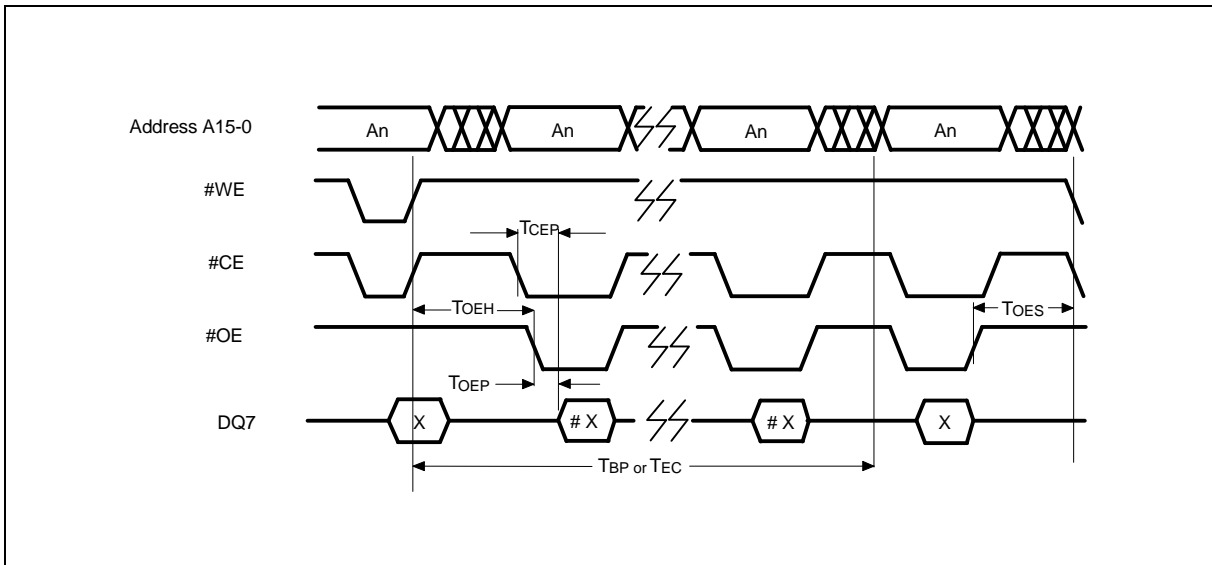 Address A15-0 An An An An
#WE
TCEP
#CE
TOEH TOES
#OE
TOEP
DQ7 X # X # X X
TBP or TEC